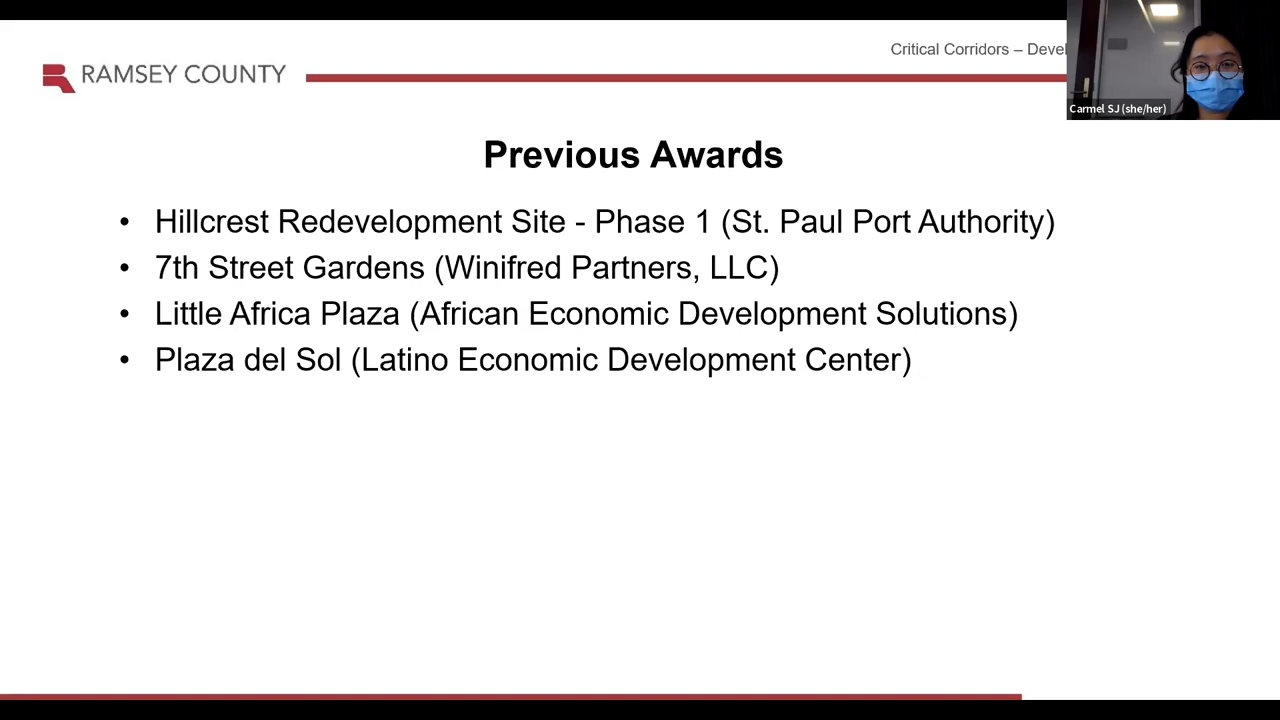 RAMSEY COUNTY
Critical Corridors –
Carmel SJ (she/her)
Previous Awards
• Hillcrest Redevelopment Site - Phase 1 (St. Paul Port Authority)
• 7th Street Gardens (Winifred Partners, LLC)
• Little Africa Plaza (African Economic Development Solutions)
• Plaza del Sol (Latino Economic Development Center)